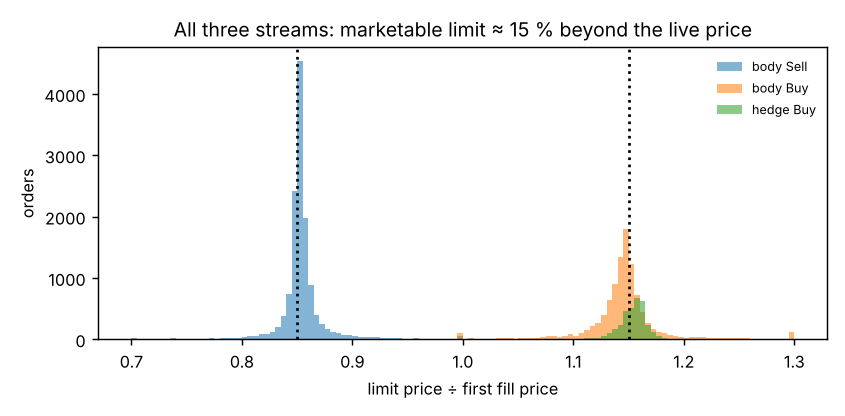 All three streams: marketable limit ≈ 15 % beyond the live price
body Sell
body Buy
hedge Buy
orders
4000
3000
2000
1000
0
0.7 0.8 0.9 1.0 1.1 1.2 1.3
limit price ÷ first fill price